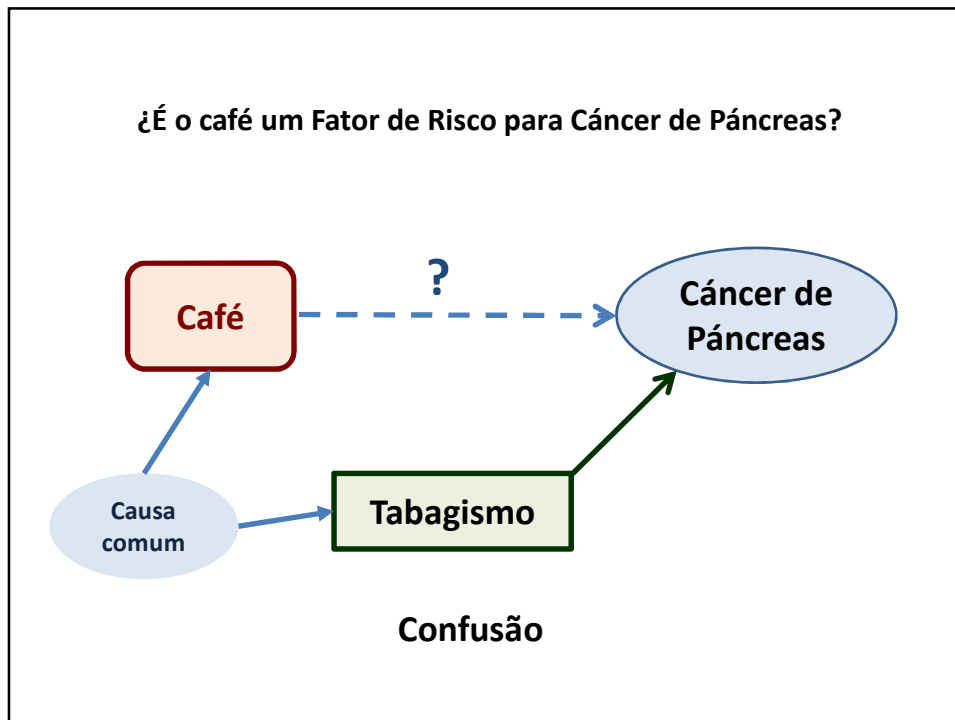 ¿É o café um Fator de Risco para Cáncer de Páncreas?
?
Café
Cáncer de
Páncreas
Causa
comum
Tabagismo
Confusão